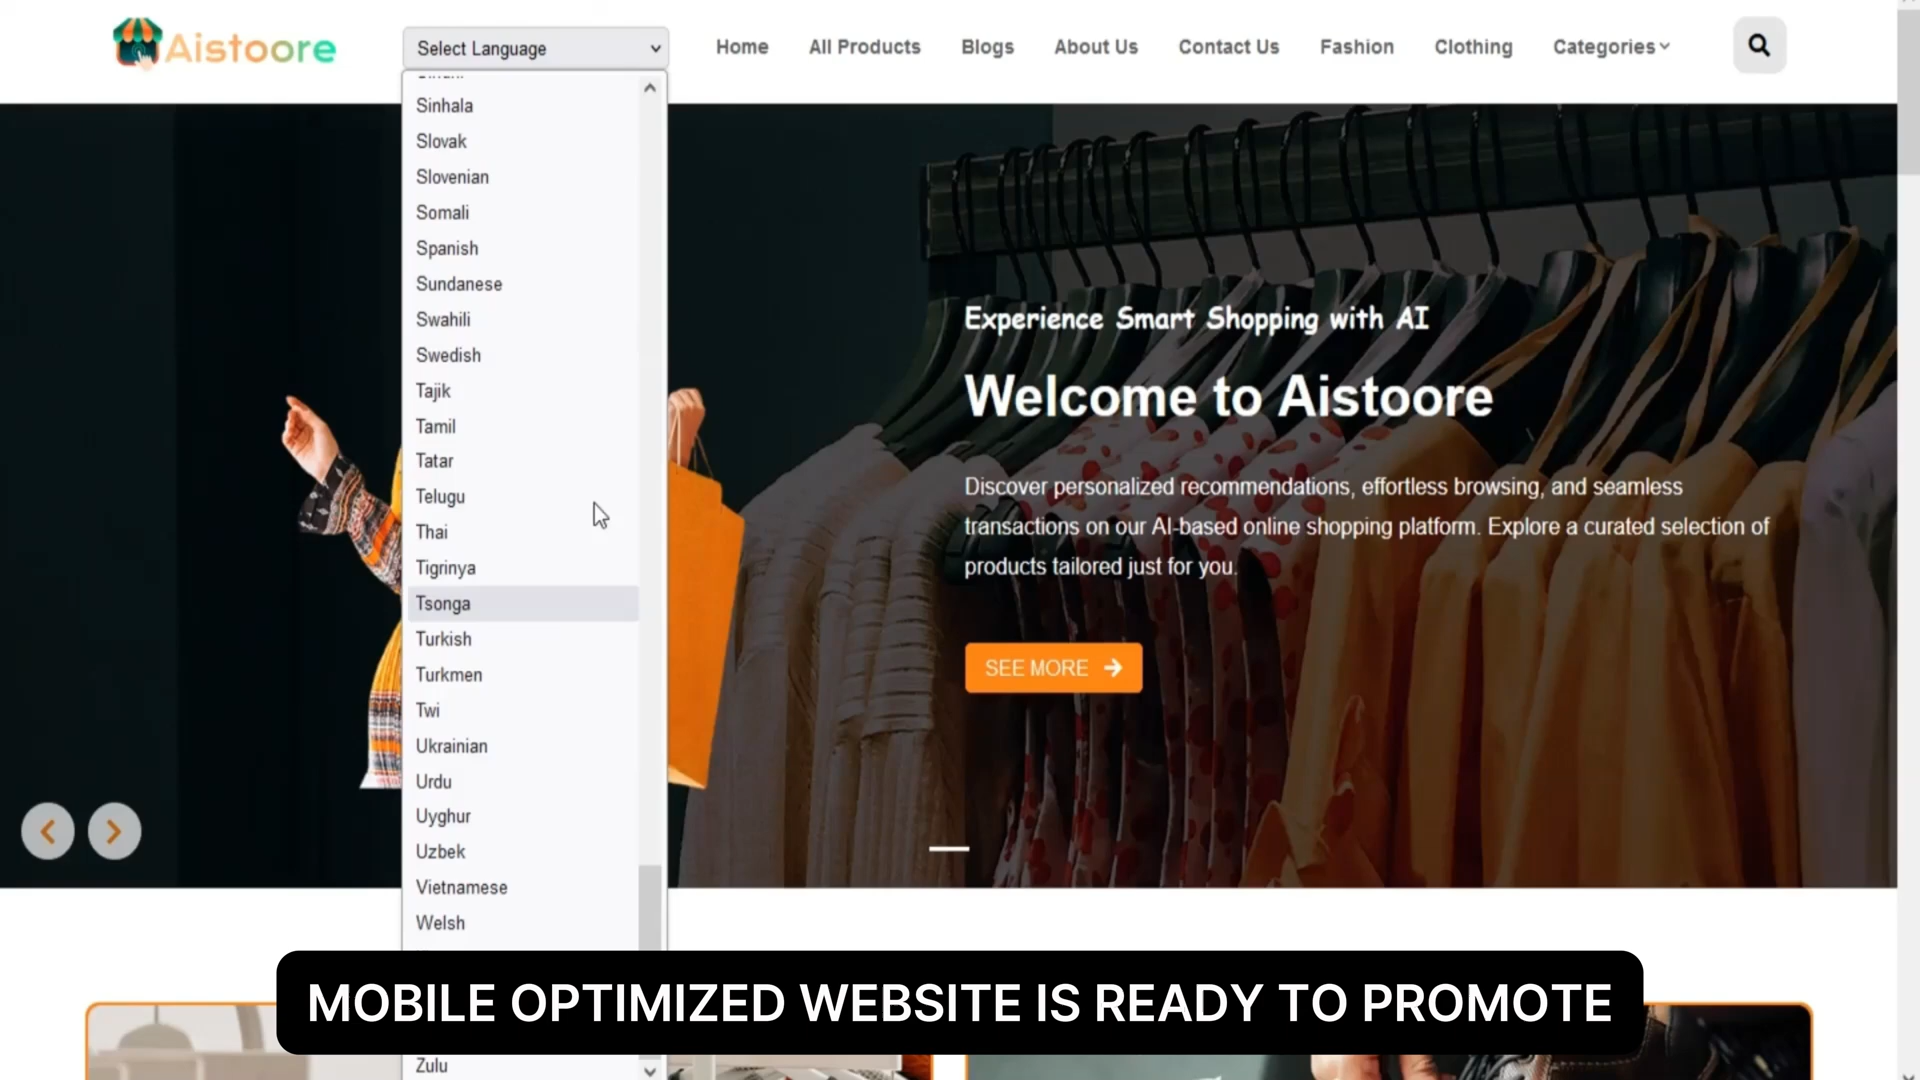 Aistoore
Select Language
Home
All Products
Blogs
About Us
Contact Us
Fashion
Clothing
Categories
Sinhala
Slovak
Slovenian
Somali
Spanish
Sundanese
Swahili
Swedish
Tajik
Tamil
Tatar
Telugu
Thai
Tigrinya
Tsonga
Turkish
Turkmen
Twi
Ukrainian
Urdu
Uyghur
Uzbek
Vietnamese
Welsh
Zulu
Experience Smart Shopping with AI
Welcome to Aistoore
Discover personalized recommendations, effortless browsing, and seamless
transactions on our AI-based online shopping platform. Explore a curated selection of
products tailored just for you.
SEE MORE
MOBILE OPTIMIZED WEBSITE IS READY TO PROMOTE